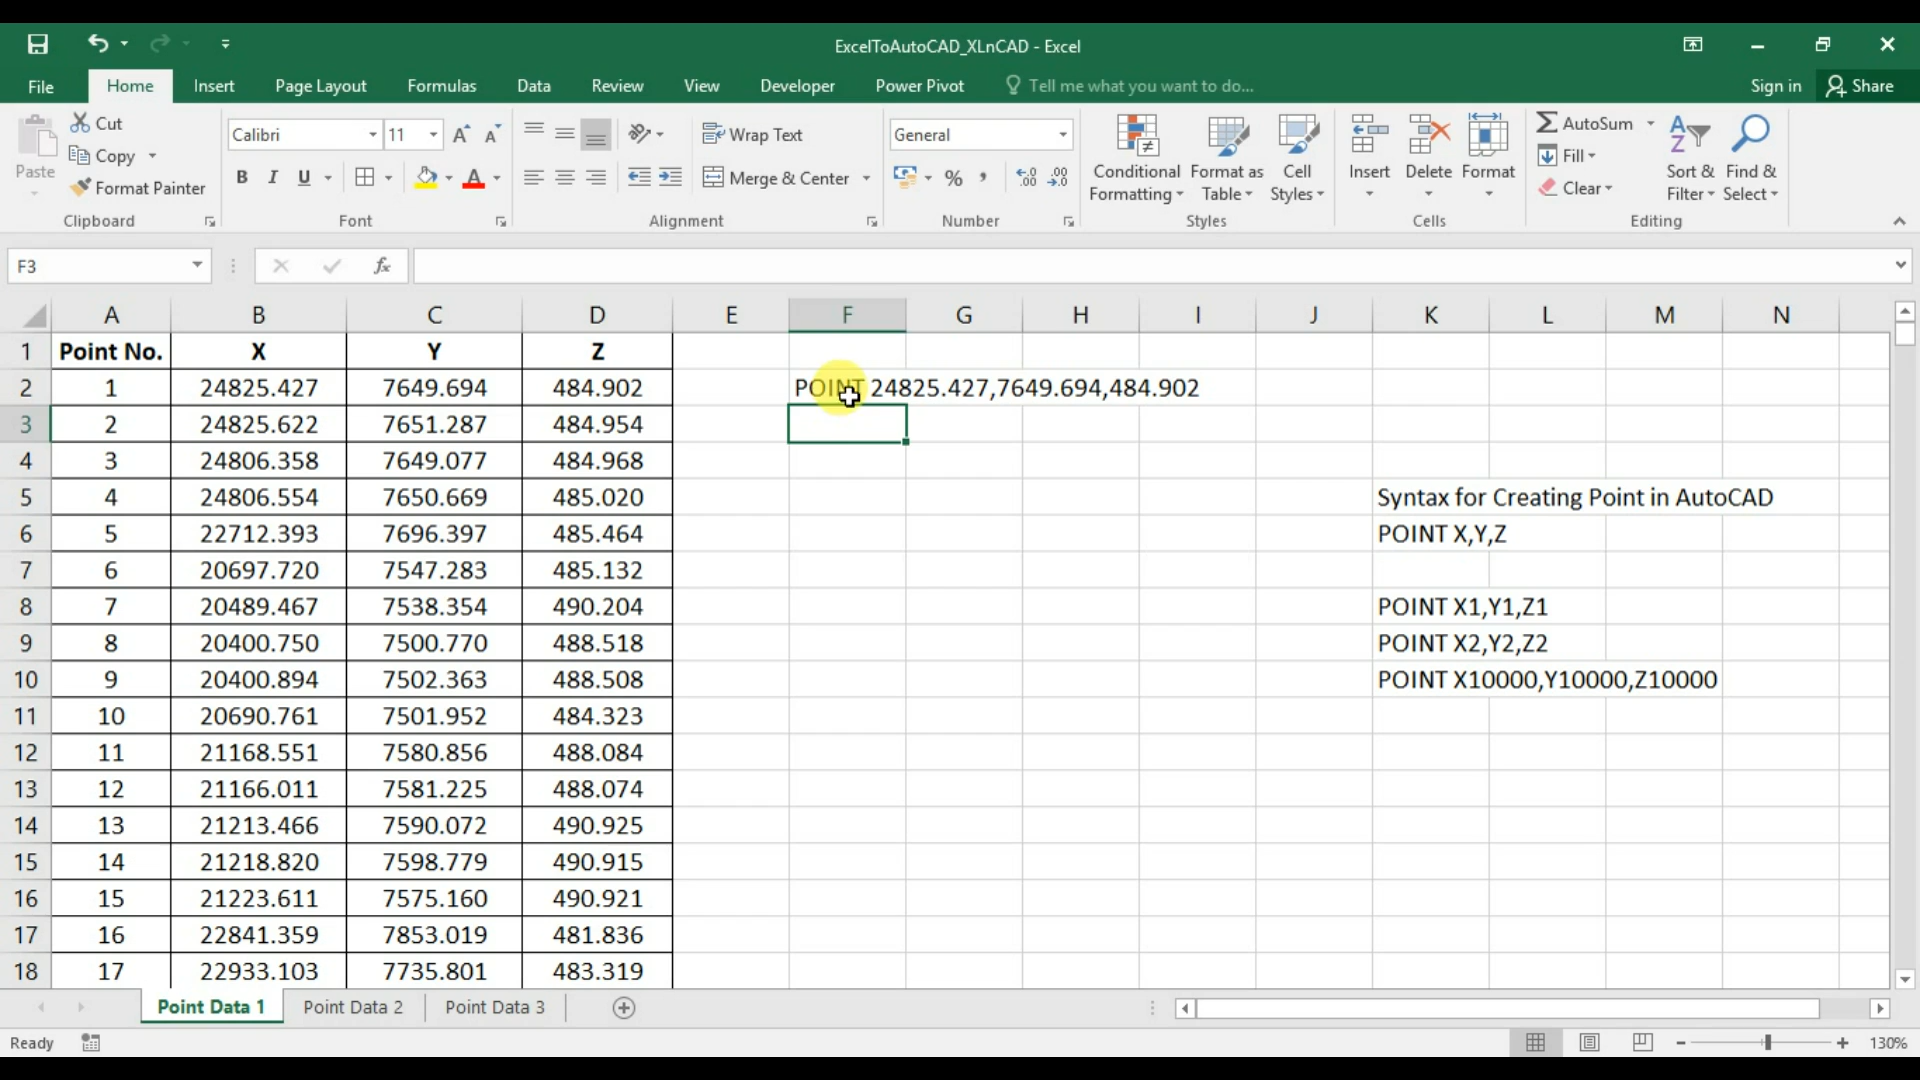 ExcelToAutoCAD_XLnCAD - Excel
File Home Insert Page Layout Formulas Data Review View Developer Power Pivot Tell me what you want to do... Sign in Share
Paste Cut Copy Format Painter Clipboard
Calibri 11 A A B I U A Font
Wrap Text Merge & Center Alignment
General % , .00 .00 Number
Conditional Formatting Format as Table Cell Styles Styles
Insert Delete Format Cells
AutoSum Fill Clear Sort & Filter Find & Select Editing
F3 fx
A B C D E F G H I J K L M N
1 Point No. X Y Z
2 1 24825.427 7649.694 484.902 POINT 24825.427,7649.694,484.902
3 2 24825.622 7651.287 484.954
4 3 24806.358 7649.077 484.968
5 4 24806.554 7650.669 485.020 Syntax for Creating Point in AutoCAD
6 5 22712.393 7696.397 485.464 POINT X,Y,Z
7 6 20697.720 7547.283 485.132
8 7 20489.467 7538.354 490.204 POINT X1,Y1,Z1
9 8 20400.750 7500.770 488.518 POINT X2,Y2,Z2
10 9 20400.894 7502.363 488.508 POINT X10000,Y10000,Z10000
11 10 20690.761 7501.952 484.323
12 11 21168.551 7580.856 488.084
13 12 21166.011 7581.225 488.074
14 13 21213.466 7590.072 490.925
15 14 21218.820 7598.779 490.915
16 15 21223.611 7575.160 490.921
17 16 22841.359 7853.019 481.836
18 17 22933.103 7735.801 483.319
Point Data 1 Point Data 2 Point Data 3
Ready 130%